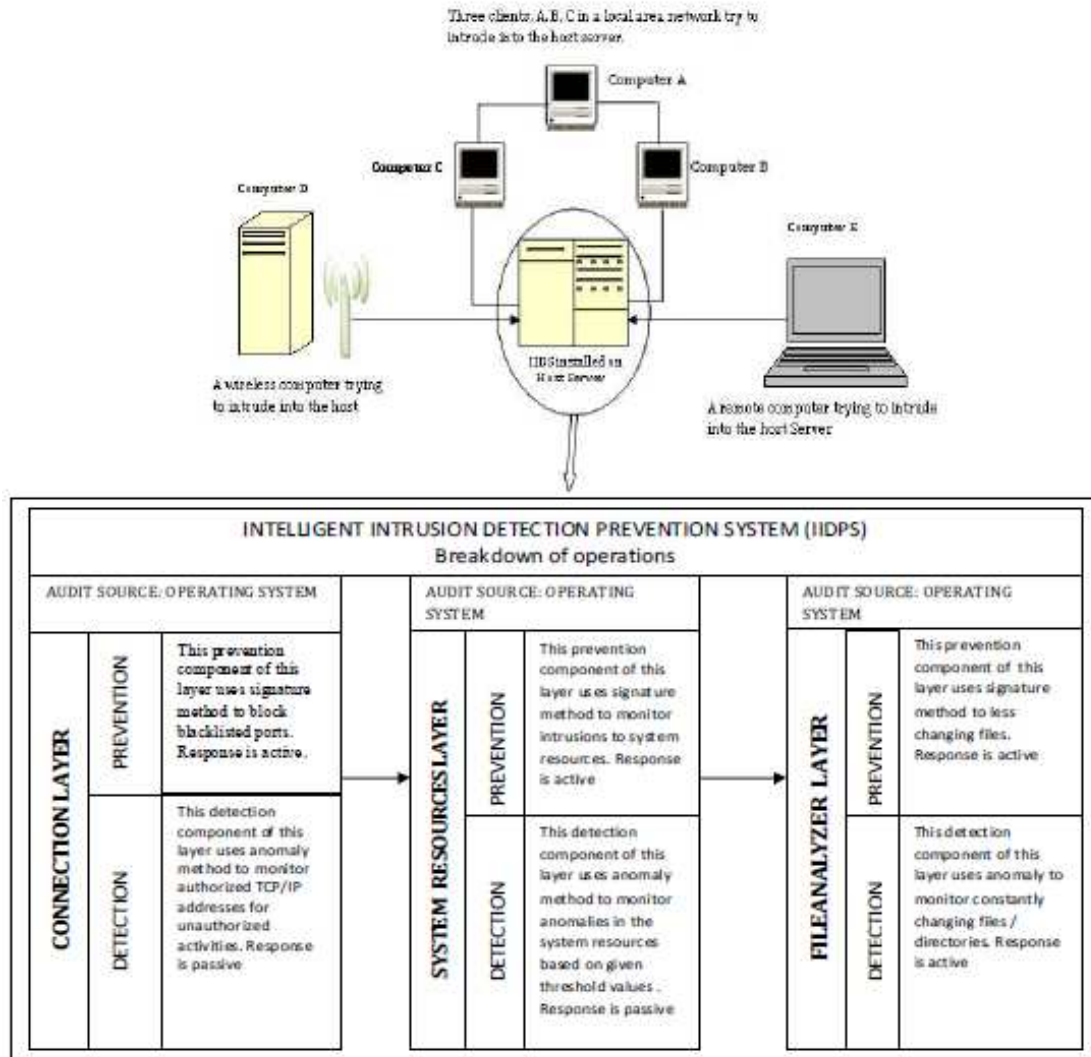 Three clients, A, B, C in a local area network try to
intrude into the host server.
Computer A
Computer C
Computer B
Computer D
Computer E
IIDS installed on
Host Server
A wireless computer trying
to intrude into the host
A remote computer trying to intrude
into the host Server
INTELLIGENT INTRUSION DETECTION PREVENTION SYSTEM (IIDPS)
Breakdown of operations
AUDIT SOURCE: OPERATING SYSTEM
CONNECTION LAYER
PREVENTION
This prevention
component of this
layer uses signature
method to block
blacklisted ports.
Response is active.
DETECTION
This detection
component of this
layer uses anomaly
method to monitor
authorized TCP/IP
addresses for
unauthorized
activities. Response
is passive
AUDIT SOURCE: OPERATING
SYSTEM
SYSTEM RESOURCES LAYER
PREVENTION
This prevention
component of this
layer uses signature
method to monitor
intrusions to system
resources. Response
is active
DETECTION
This detection
component of this
layer uses anomaly
method to monitor
anomalies in the
system resources
based on given
threshold values .
Response is passive
AUDIT SOURCE: OPERATING
SYSTEM
FILEANALYZER LAYER
PREVENTION
This prevention
component of this
layer uses signature
method to less
changing files.
Response is active
DETECTION
This detection
component of this
layer uses anomaly to
monitor constantly
changing files /
directories. Response
is active